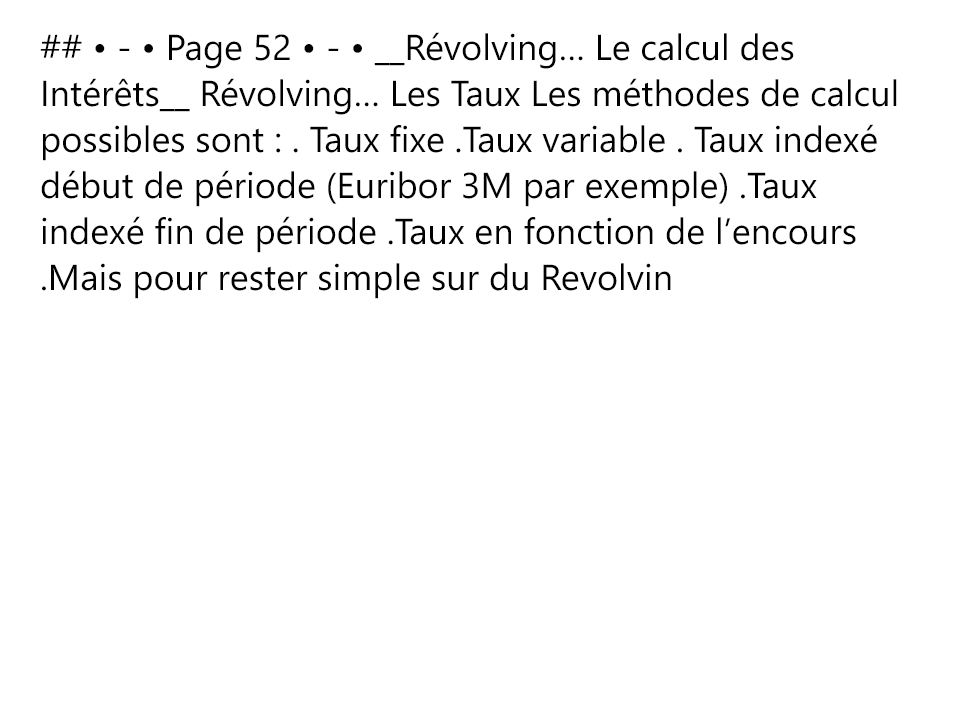 ## • - • Page 52 • - • __Révolving... Le calcul des
Intérêts__ Révolving... Les Taux Les méthodes de calcul
possibles sont : . Taux fixe .Taux variable . Taux indexé
début de période (Euribor 3M par exemple) .Taux
indexé fin de période .Taux en fonction de l’encours
.Mais pour rester simple sur du Revolvin